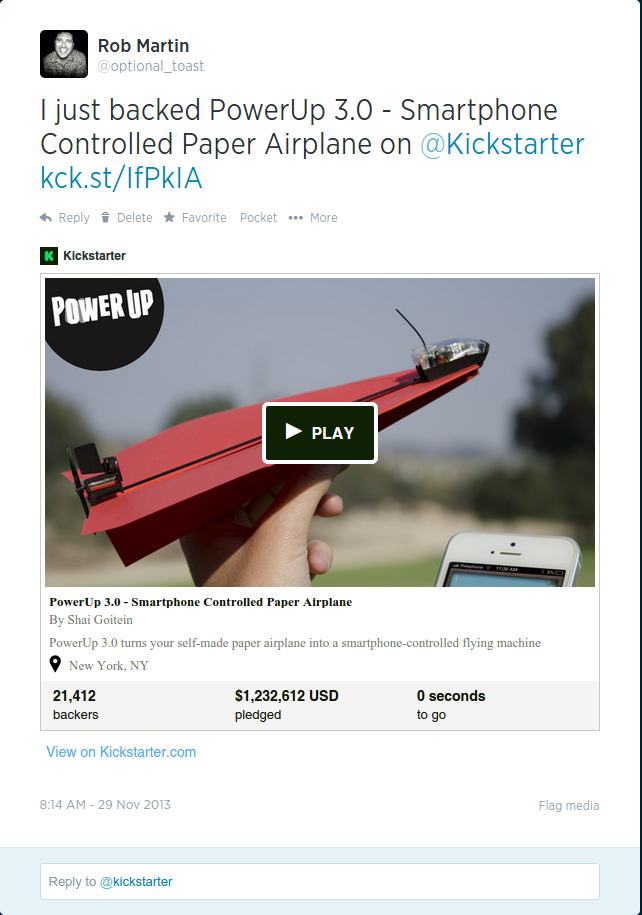 Rob Martin
@optional_toast
I just backed PowerUp 3.0 - Smartphone
Controlled Paper Airplane on @Kickstarter
kck.st/IfPkIA
Reply Delete Favorite Pocket More
Kickstarter
POWER UP
PLAY
11:35 AM
PowerUp 3.0 - Smartphone Controlled Paper Airplane
By Shai Goitein
PowerUp 3.0 turns your self-made paper airplane into a smartphone-controlled flying machine
New York, NY
21,412 $1,232,612 USD 0 seconds
backers pledged to go
View on Kickstarter.com
8:14 AM - 29 Nov 2013 Flag media
Reply to @kickstarter